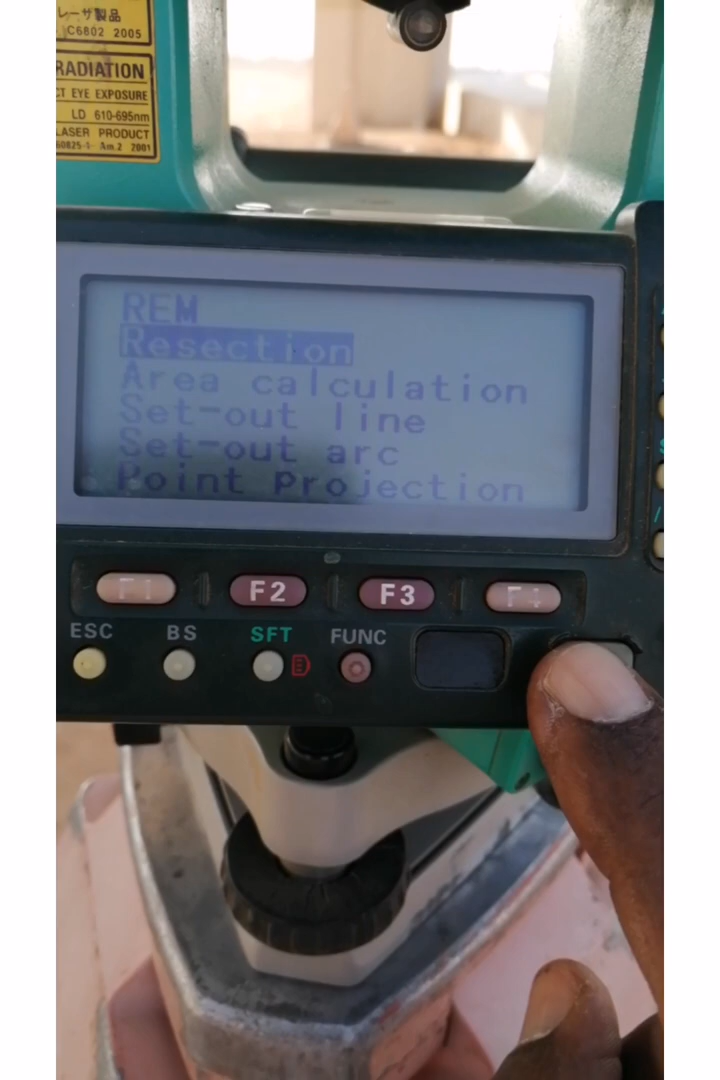 レーザ製品
C6802 2005
RADIATION
CT EYE EXPOSURE
LD 610-695nm
LASER PRODUCT
60825-1 Am.2 2001
REM
Resection
Area calculation
Set-out line
Set-out arc
Point Projection
F1 F2 F3 F4
ESC BS SFT FUNC